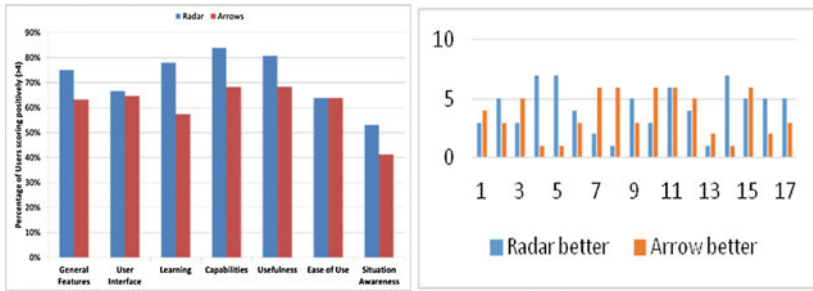 Radar Arrows
Percentage of Users scoring positively (>4)
90%
80%
70%
60%
50%
40%
30%
20%
10%
0%
General Features
User Interface
Learning
Capabilities
Usefulness
Ease of Use
Situation Awareness
10
5
0
1 3 5 7 9 11 13 15 17
Radar better Arrow better